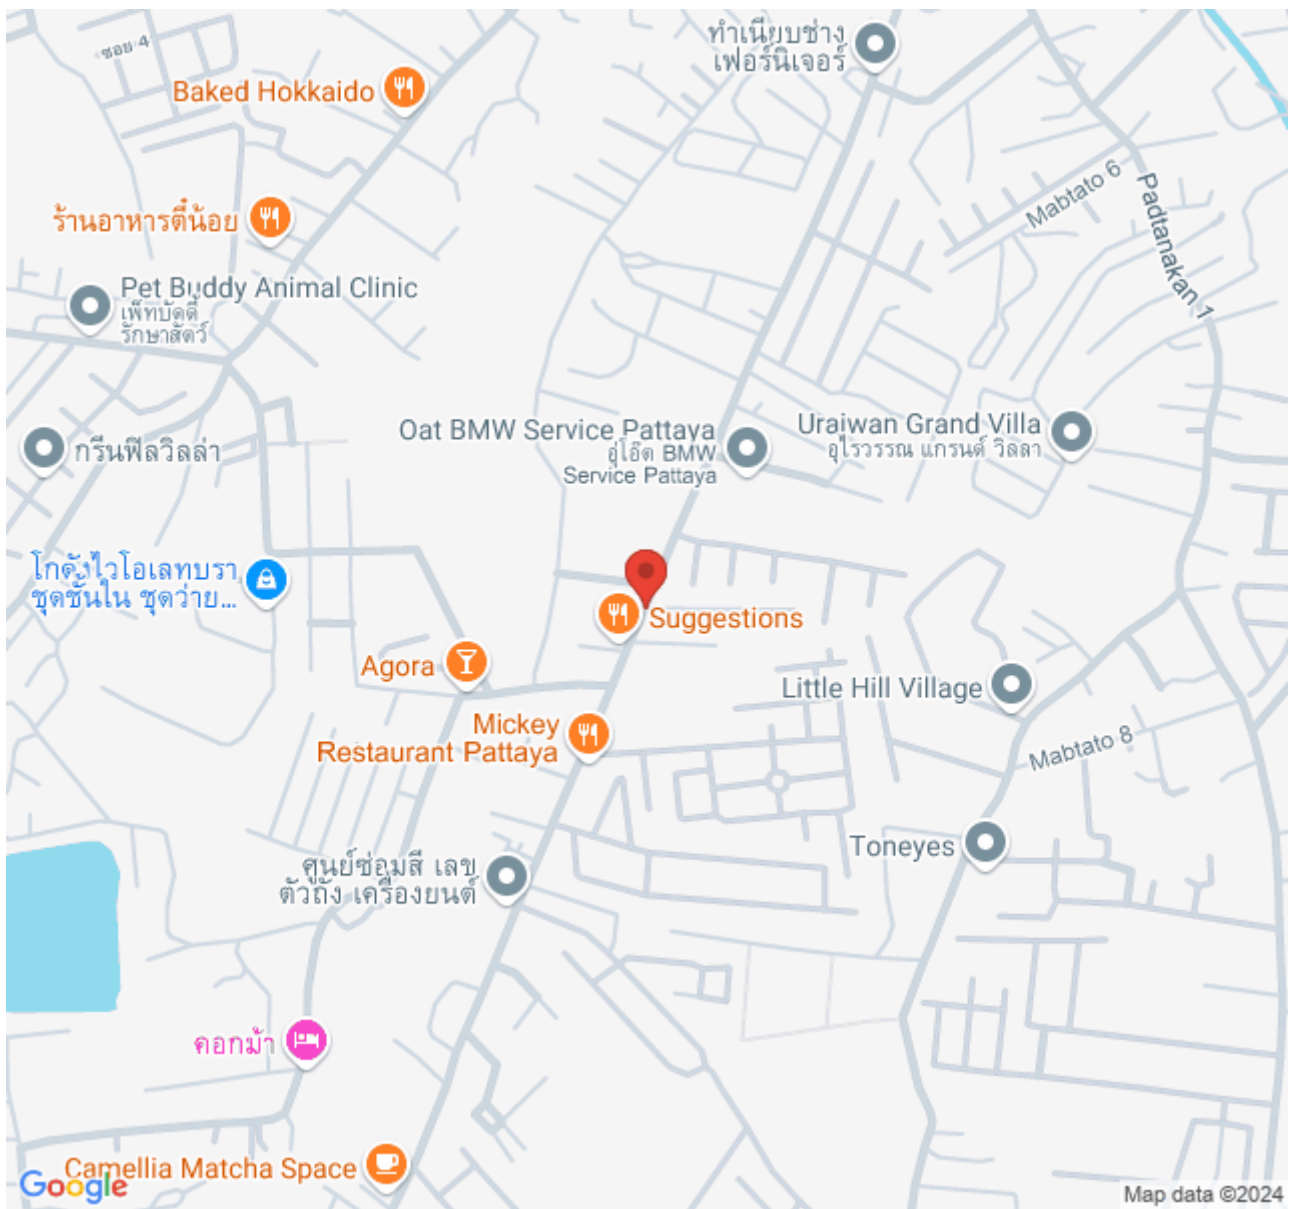 ซอย 4
ทำเนียบช่าง
เฟอร์นิเจอร์
Baked Hokkaido
Mabtato 6
Padtanakan 1
ร้านอาหารตี๋น้อย
Pet Buddy Animal Clinic
เพ็ทบัดดี้
รักษาสัตว์
Oat BMW Service Pattaya
อู่โอ๊ต BMW
Service Pattaya
Uraiwan Grand Villa
อุไรวรรณ แกรนด์ วิลลา
กรีนฟิลวิลล่า
โกดังไวโอเลทบรา
ชุดชั้นใน ชุดว่าย...
Suggestions
Agora
Little Hill Village
Mickey
Restaurant Pattaya
Mabtato 8
Toneyes
ศูนย์ซ่อมสี เลข
ตัวถัง เครื่องยนต์
คอกม้า
Camellia Matcha Space
Google
Map data ©2024